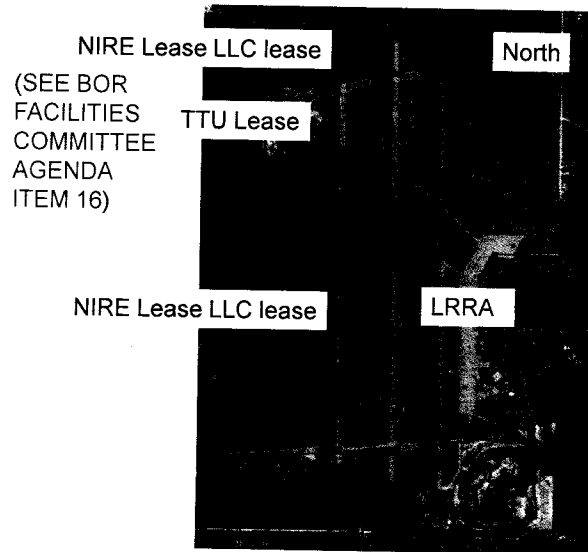 NIRE Lease LLC lease
North
(SEE BOR
FACILITIES
COMMITTEE
AGENDA
ITEM 16)
TTU Lease
NIRE Lease LLC lease
LRRA